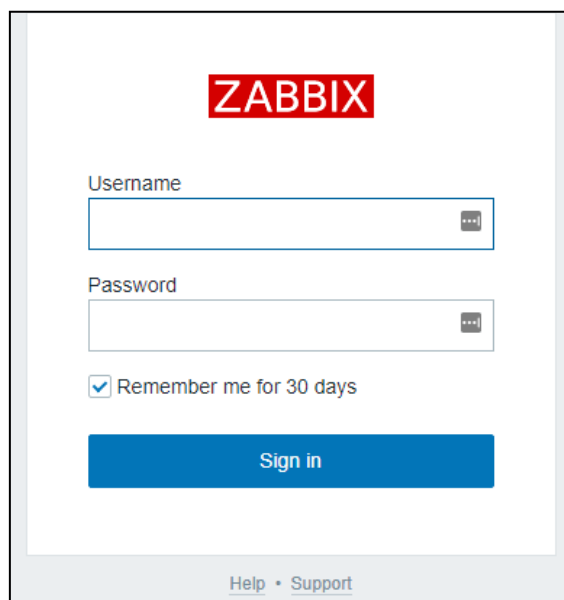 ZABBIX
Username
Password
Remember me for 30 days
Sign in
Help • Support